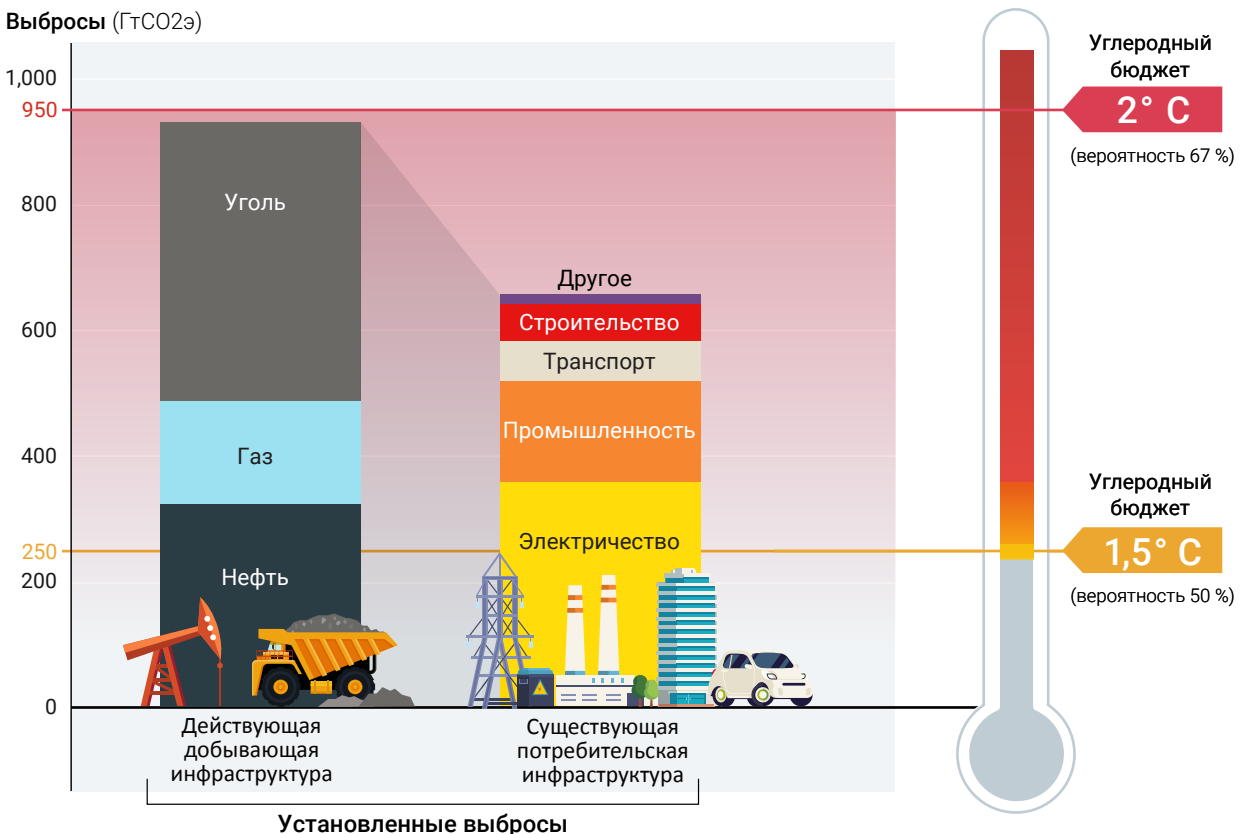 Выбросы (ГтCO2э)
1,000
950
800
600
400
250
200
0
Уголь
Газ
Нефть
Другое
Строительство
Транспорт
Промышленность
Электричество
Действующая
добывающая
инфраструктура
Существующая
потребительская
инфраструктура
Установленные выбросы
Углеродный
бюджет
2° C
(вероятность 67 %)
Углеродный
бюджет
1,5° C
(вероятность 50 %)